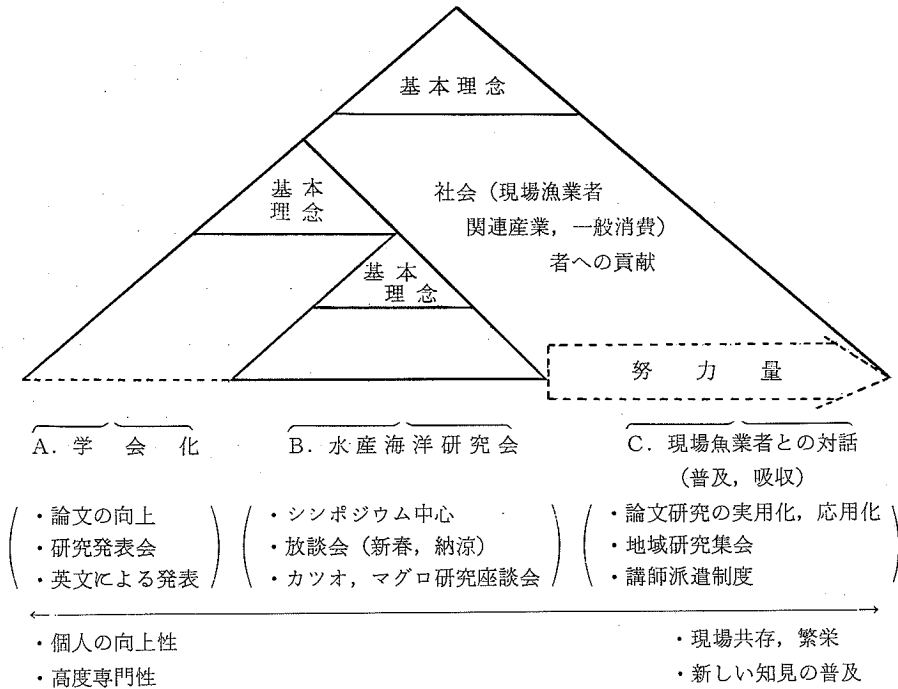 基本理念
基本
理念
社会（現場漁業者
関連産業，一般消費）
者への貢献
基本
理念
努力量
A．学会化
B．水産海洋研究会
C．現場魚業者との対話
（普及，吸収）
・論文の向上
・研究発表会
・英文による発表
・シンポジウム中心
・放談会（新春，納涼）
・カツオ，マグロ研究座談会
・論文研究の実用化，応用化
・地域研究集会
・講師派遣制度
・個人の向上性
・高度専門性
・現場共存，繁栄
・新しい知見の普及